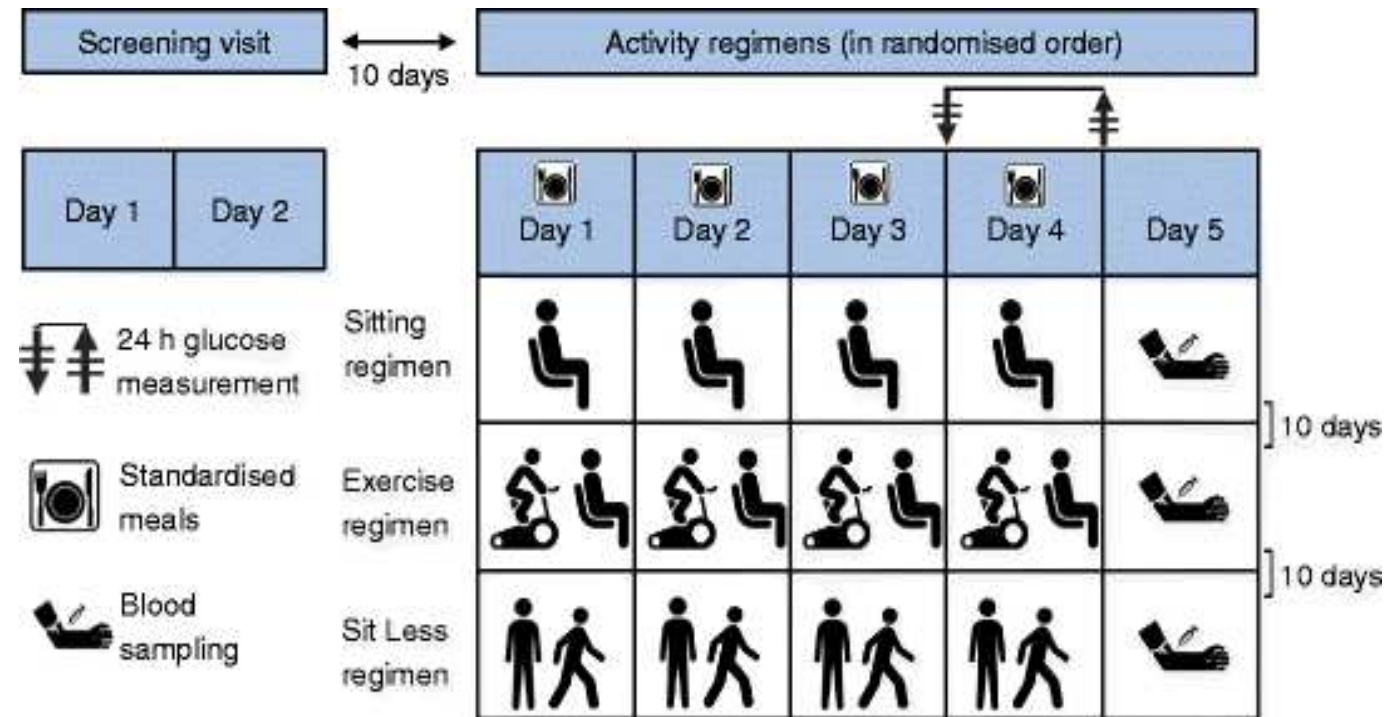 Screening visit
10 days
Activity regimens (in randomised order)
Day 1
Day 2
Day 1
Day 2
Day 3
Day 4
Day 5
24 h glucose
measurement
Standardised
meals
Blood
sampling
Sitting
regimen
Exercise
regimen
Sit Less
regimen
10 days
10 days